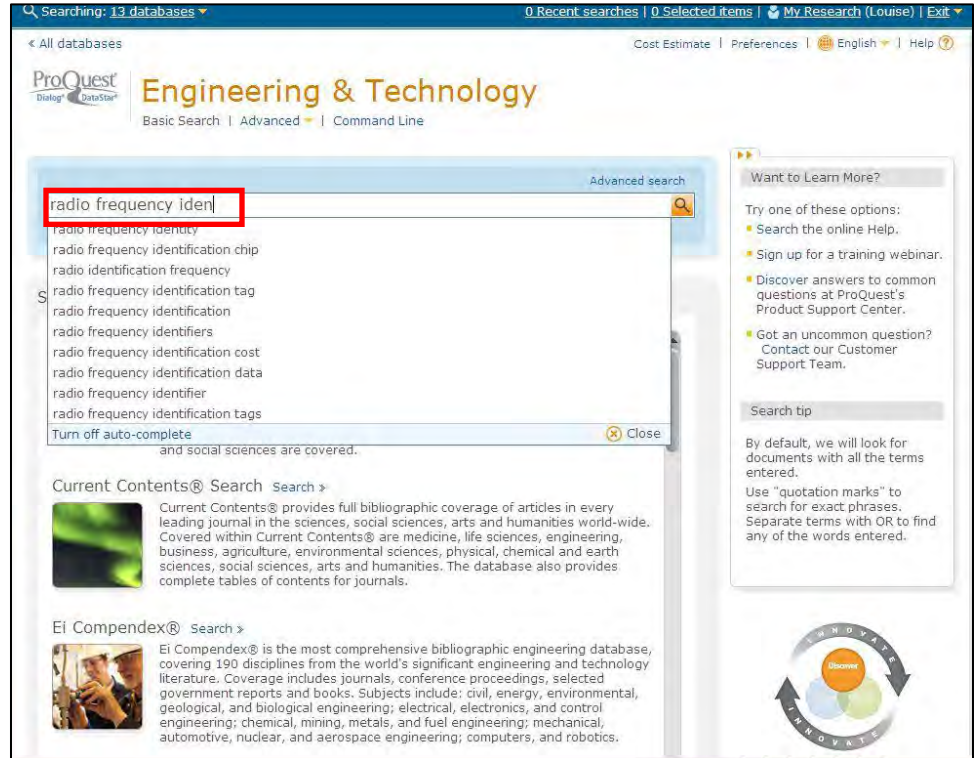 Searching: 13 databases
0 Recent searches | 0 Selected items | My Research (Louise) | Exit
All databases
Cost Estimate | Preferences | English | Help ?
ProQuest
Dialog® DataStar®
Engineering & Technology
Basic Search | Advanced | Command Line
Advanced search
radio frequency iden
radio frequency identity
radio frequency identification chip
radio identification frequency
radio frequency identification tag
radio frequency identification
radio frequency identifiers
radio frequency identification cost
radio frequency identification data
radio frequency identifier
radio frequency identification tags
Turn off auto-complete
Close
S
and social sciences are covered.
Current Contents® Search Search »
Current Contents® provides full bibliographic coverage of articles in every
leading journal in the sciences, social sciences, arts and humanities world-wide.
Covered within Current Contents® are medicine, life sciences, engineering,
business, agriculture, environmental sciences, physical, chemical and earth
sciences, social sciences, arts and humanities. The database also provides
complete tables of contents for journals.
Ei Compendex® Search »
Ei Compendex® is the most comprehensive bibliographic engineering database,
covering 190 disciplines from the world's significant engineering and technology
literature. Coverage includes journals, conference proceedings, selected
government reports and books. Subjects include: civil, energy, environmental,
geological, and biological engineering; electrical, electronics, and control
engineering; chemical, mining, metals, and fuel engineering; mechanical,
automotive, nuclear, and aerospace engineering; computers, and robotics.
Want to Learn More?
Try one of these options:
Search the online Help.
Sign up for a training webinar.
Discover answers to common
questions at ProQuest's
Product Support Center.
Got an uncommon question?
Contact our Customer
Support Team.
Search tip
By default, we will look for
documents with all the terms
entered.
Use "quotation marks" to
search for exact phrases.
Separate terms with OR to find
any of the words entered.
INNOVATE
Discover
INNOVATE